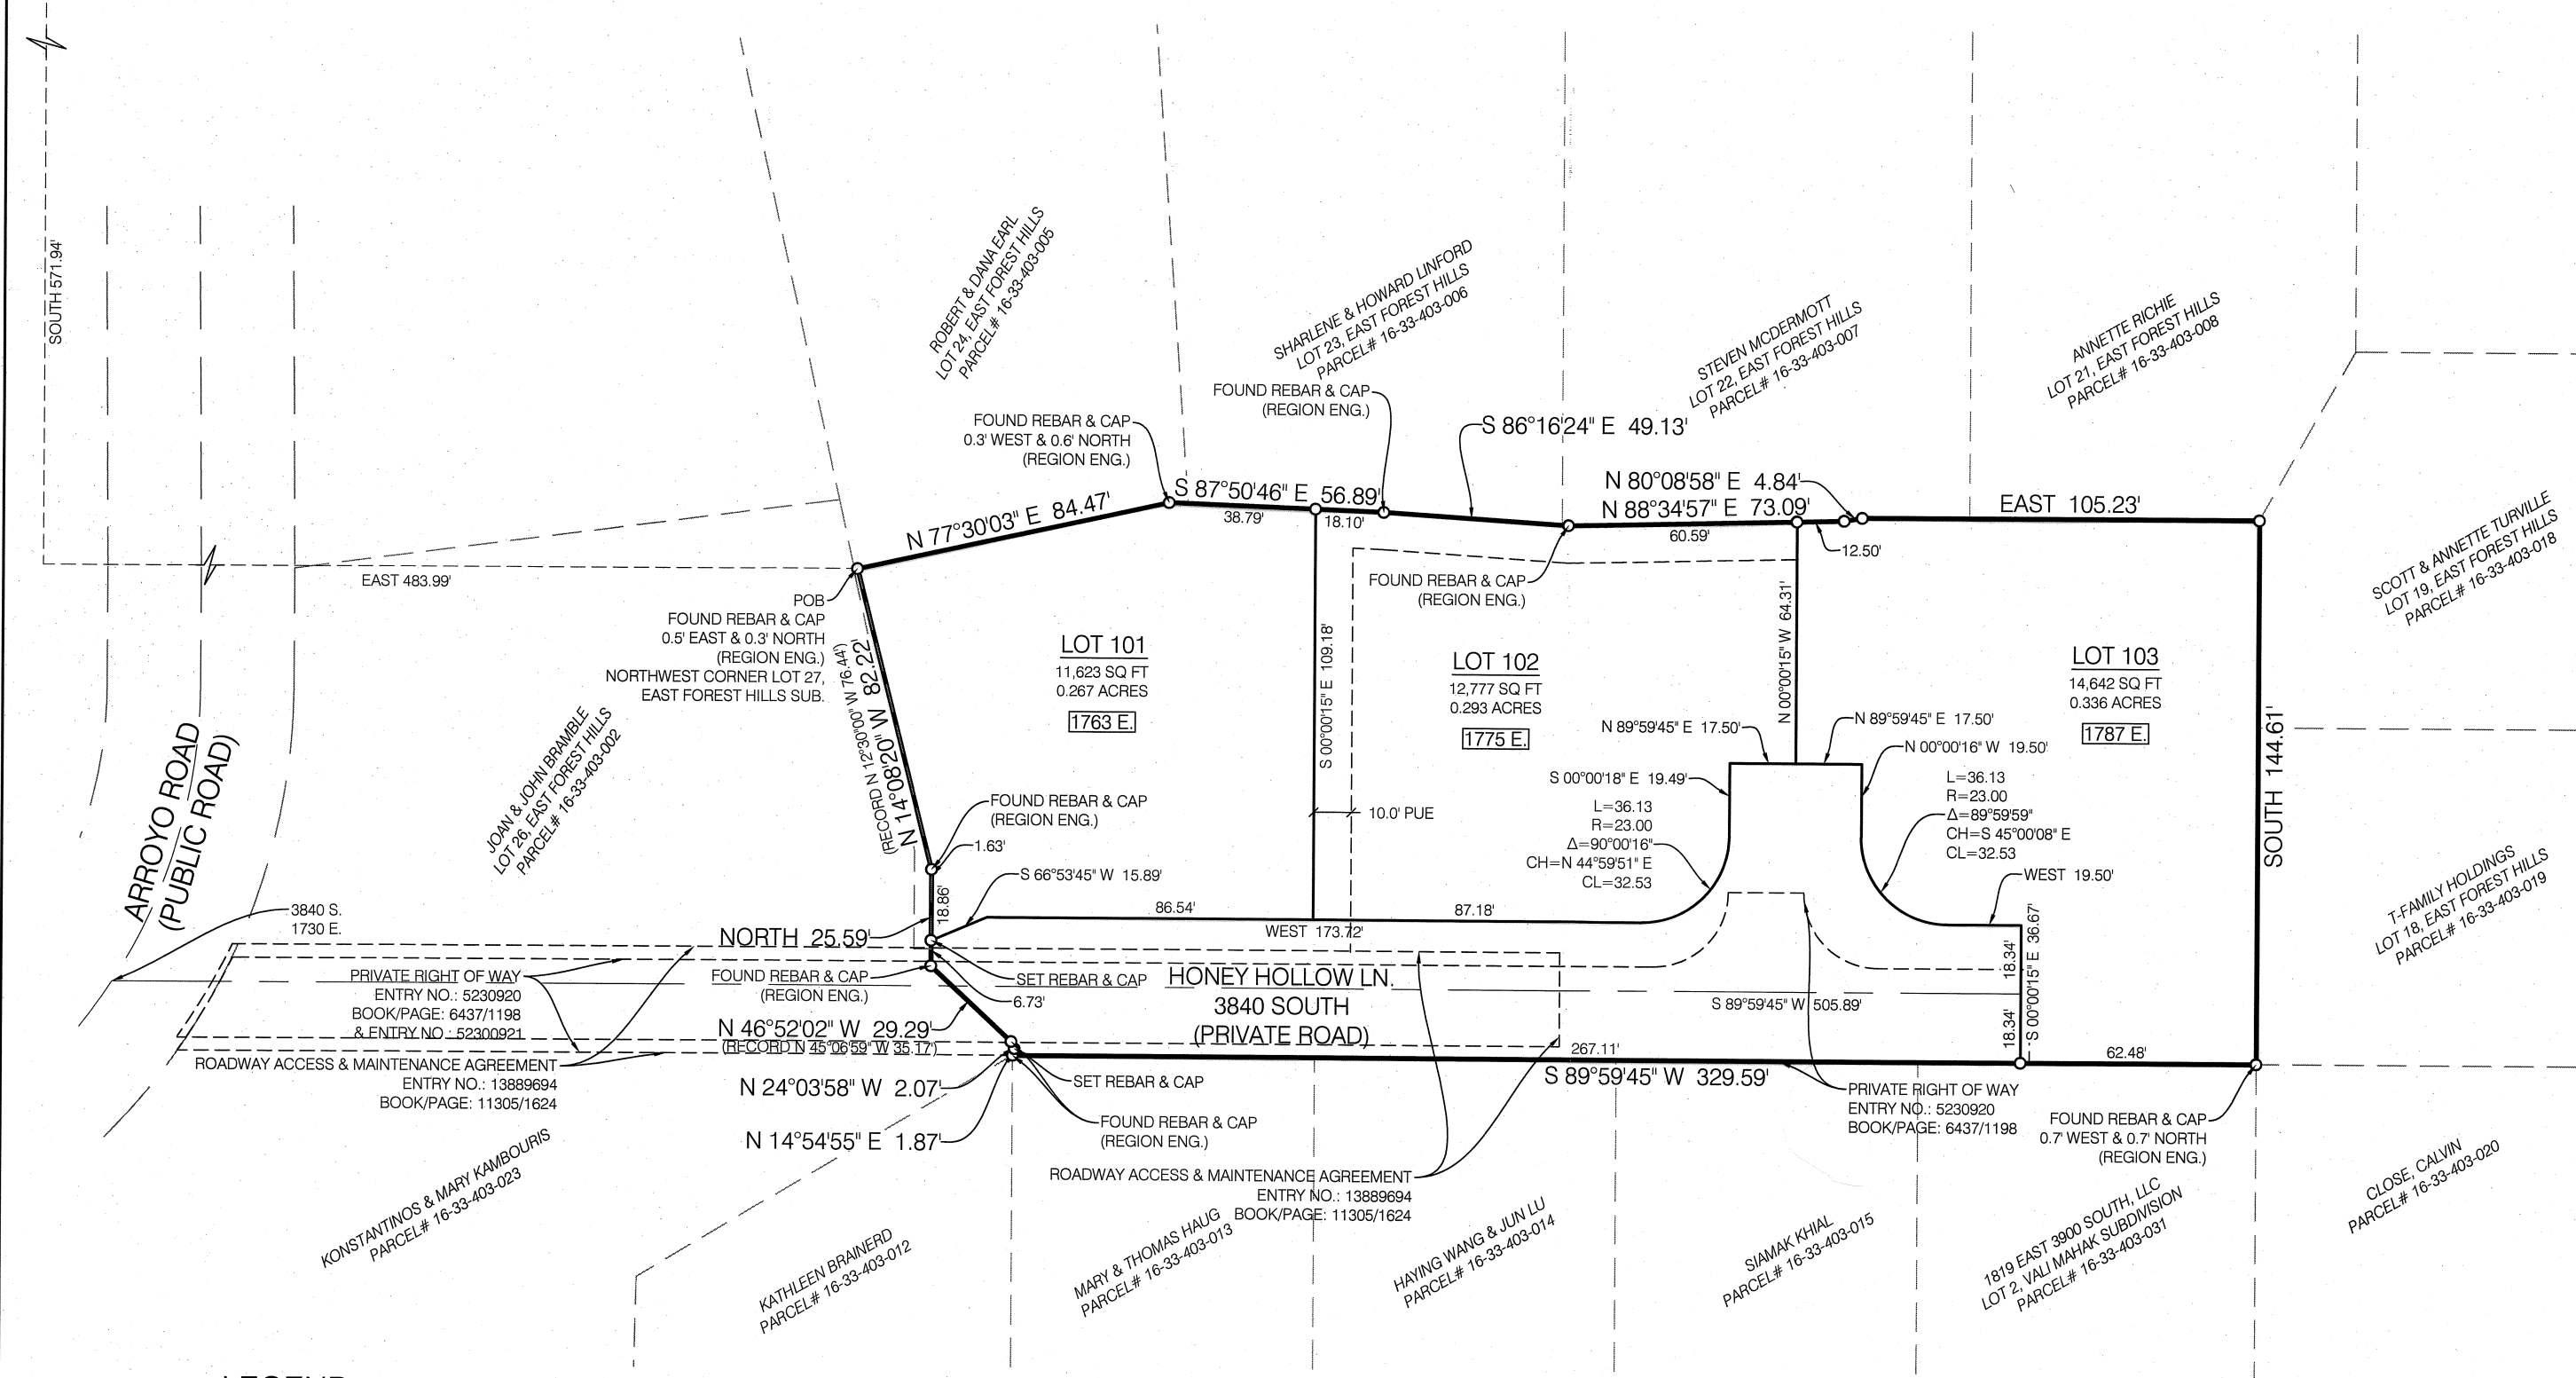 SOUTH 571.94'
ROBERT & DANA EARL
LOT 24, EAST FOREST HILLS
PARCEL# 16-33-403-005
SHARLENE & HOWARD LINFORD
LOT 23, EAST FOREST HILLS
PARCEL# 16-33-403-006
STEVEN MCDERMOTT
LOT 22, EAST FOREST HILLS
PARCEL# 16-33-403-007
ANNETTE RICHIE
LOT 21, EAST FOREST HILLS
PARCEL# 16-33-403-008
SCOTT & ANNETTE TURVILLE
LOT 19, EAST FOREST HILLS
PARCEL# 16-33-403-018
T-FAMILY HOLDINGS
LOT 18, EAST FOREST HILLS
PARCEL# 16-33-403-019
FOUND REBAR & CAP
0.3' WEST & 0.6' NORTH
(REGION ENG.)
FOUND REBAR & CAP
(REGION ENG.)
S 86°16'24" E 49.13'
N 80°08'58" E 4.84'
N 88°34'57" E 73.09'
60.59'
12.50'
EAST 105.23'
N 77°30'03" E 84.47'
S 87°50'46" E 56.89'
38.79'
18.10'
EAST 483.99'
POB
FOUND REBAR & CAP
0.5' EAST & 0.3' NORTH
(REGION ENG.)
NORTHWEST CORNER LOT 27,
EAST FOREST HILLS SUB.
FOUND REBAR & CAP
(REGION ENG.)
(RECORD N 12°30'00" W 76.44')
N 14°08'20" W 82.22'
LOT 101
11,623 SQ FT
0.267 ACRES
1763 E.
S 00°00'15" E 109.18'
LOT 102
12,777 SQ FT
0.293 ACRES
1775 E.
N 00°00'15" W 64.31'
LOT 103
14,642 SQ FT
0.336 ACRES
1787 E.
SOUTH 144.61'
N 89°59'45" E 17.50'
N 89°59'45" E 17.50'
N 00°00'16" W 19.50'
S 00°00'18" E 19.49'
L=36.13
R=23.00
Δ=90°00'16"
CH=N 44°59'51" E
CL=32.53
L=36.13
R=23.00
Δ=89°59'59"
CH=S 45°00'08" E
CL=32.53
WEST 19.50'
10.0' PUE
JOAN & JOHN BRAMBLE
LOT 26, EAST FOREST HILLS
PARCEL# 16-33-403-002
ARROYO ROAD
(PUBLIC ROAD)
FOUND REBAR & CAP
(REGION ENG.)
1.63'
S 66°53'45" W 15.89'
18.86'
86.54'
87.18'
WEST 173.72'
3840 S.
1730 E.
NORTH 25.59'
PRIVATE RIGHT OF WAY
ENTRY NO.: 5230920
BOOK/PAGE: 6437/1198
& ENTRY NO.: 52300921
FOUND REBAR & CAP
(REGION ENG.)
SET REBAR & CAP
6.73'
HONEY HOLLOW LN.
3840 SOUTH
(PRIVATE ROAD)
S 89°59'45" W 505.89'
18.34'
18.34'
S 00°00'15" E 36.67'
N 46°52'02" W 29.29'
(RECORD N 45°06'59" W 35.17')
ROADWAY ACCESS & MAINTENANCE AGREEMENT
ENTRY NO.: 13889694
BOOK/PAGE: 11305/1624
267.11'
62.48'
S 89°59'45" W 329.59'
N 24°03'58" W 2.07'
SET REBAR & CAP
N 14°54'55" E 1.87'
FOUND REBAR & CAP
(REGION ENG.)
PRIVATE RIGHT OF WAY
ENTRY NO.: 5230920
BOOK/PAGE: 6437/1198
FOUND REBAR & CAP
0.7' WEST & 0.7' NORTH
(REGION ENG.)
ROADWAY ACCESS & MAINTENANCE AGREEMENT
ENTRY NO.: 13889694
BOOK/PAGE: 11305/1624
KONSTANTINOS & MARY KAMBOURIS
PARCEL# 16-33-403-023
KATHLEEN BRAINERD
PARCEL# 16-33-403-012
MARY & THOMAS HAUG
PARCEL# 16-33-403-013
HAYING WANG & JUN LU
PARCEL# 16-33-403-014
SIAMAK KHIAL
PARCEL# 16-33-403-015
1819 EAST 3900 SOUTH, LLC
LOT 2, VALI MAHAK SUBDIVISION
PARCEL# 16-33-403-031
CLOSE, CALVIN
PARCEL# 16-33-403-020